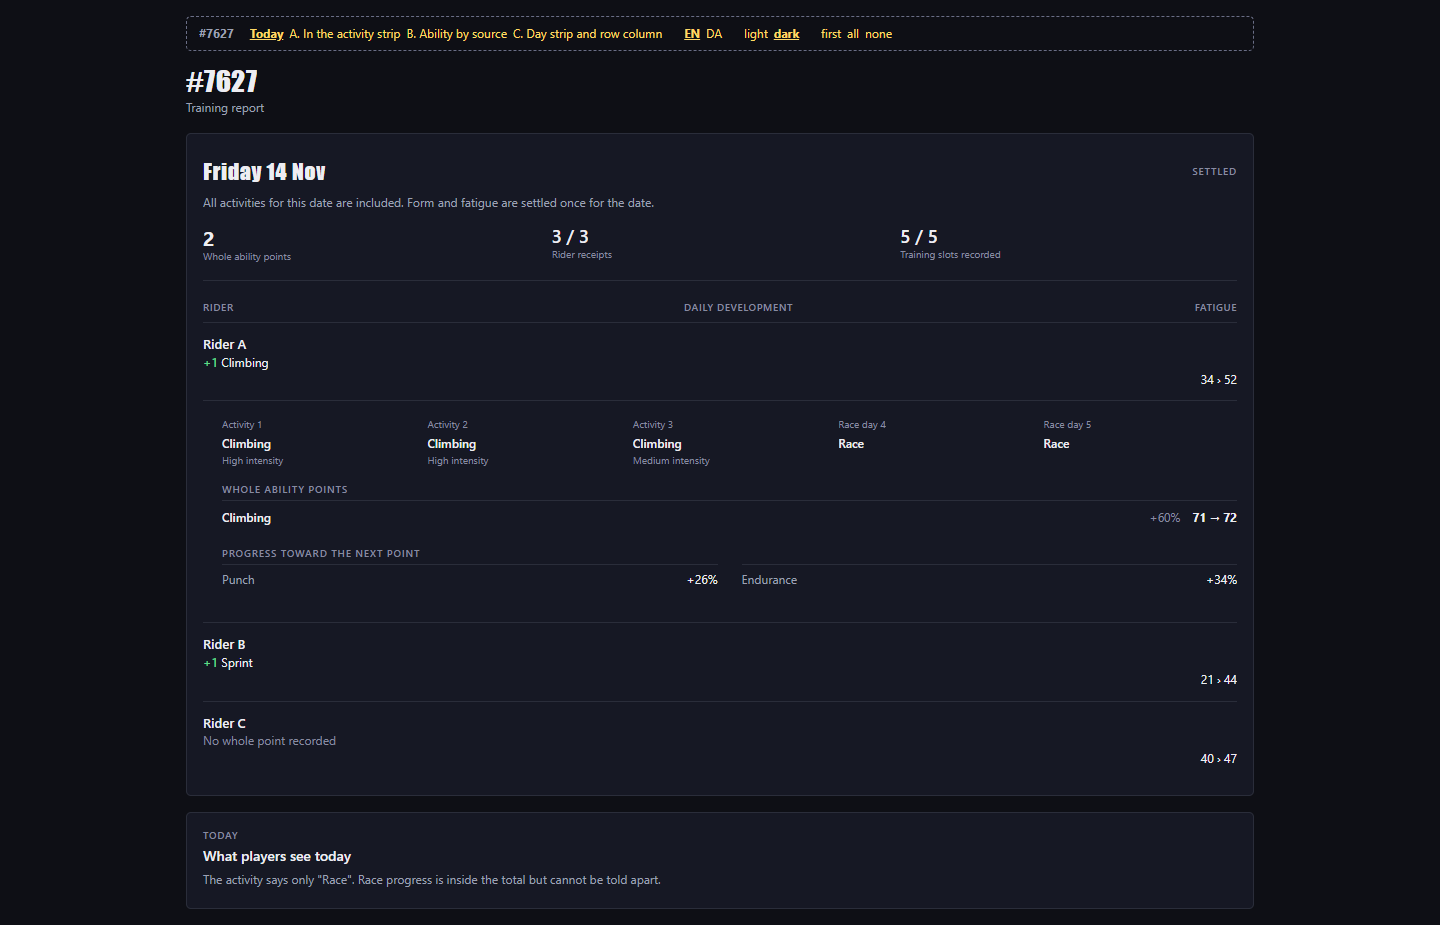 #7627 Today A. In the activity strip B. Ability by source C. Day strip and row column EN DA light dark first all none
#7627
Training report
Friday 14 Nov SETTLED
All activities for this date are included. Form and fatigue are settled once for the date.
2 3 / 3 5 / 5
Whole ability points Rider receipts Training slots recorded
RIDER DAILY DEVELOPMENT FATIGUE
Rider A
+1 Climbing
34 › 52
Activity 1 Activity 2 Activity 3 Race day 4 Race day 5
Climbing Climbing Climbing Race Race
High intensity High intensity Medium intensity
WHOLE ABILITY POINTS
Climbing +60% 71 → 72
PROGRESS TOWARD THE NEXT POINT
Punch +26% Endurance +34%
Rider B
+1 Sprint
21 › 44
Rider C
No whole point recorded
40 › 47
TODAY
What players see today
The activity says only "Race". Race progress is inside the total but cannot be told apart.